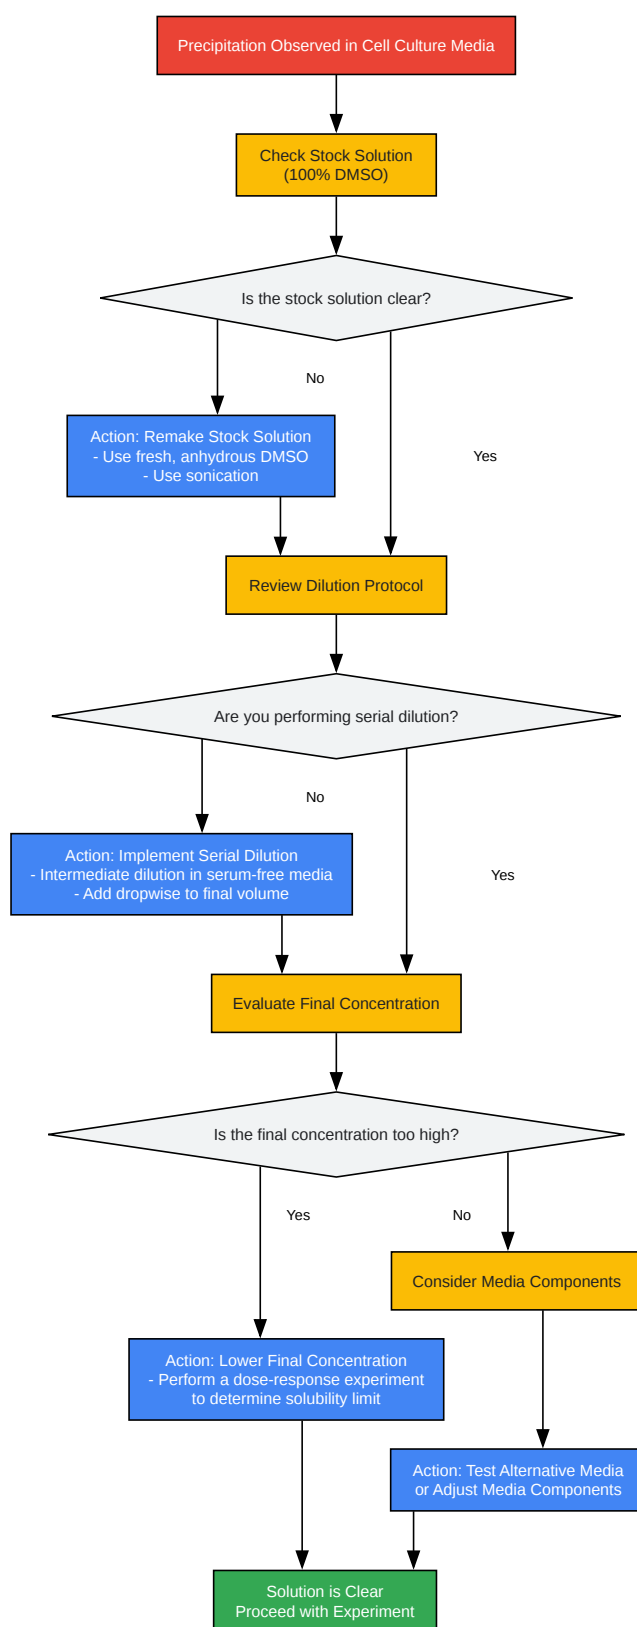 Precipitation Observed in Cell Culture Media
Check Stock Solution
(100% DMSO)
Is the stock solution clear?
No
Action: Remake Stock Solution
- Use fresh, anhydrous DMSO
- Use sonication
Yes
Review Dilution Protocol
Are you performing serial dilution?
No
Action: Implement Serial Dilution
- Intermediate dilution in serum-free media
- Add dropwise to final volume
Yes
Evaluate Final Concentration
Is the final concentration too high?
Yes
No
Consider Media Components
Action: Lower Final Concentration
- Perform a dose-response experiment
to determine solubility limit
Action: Test Alternative Media
or Adjust Media Components
Solution is Clear
Proceed with Experiment